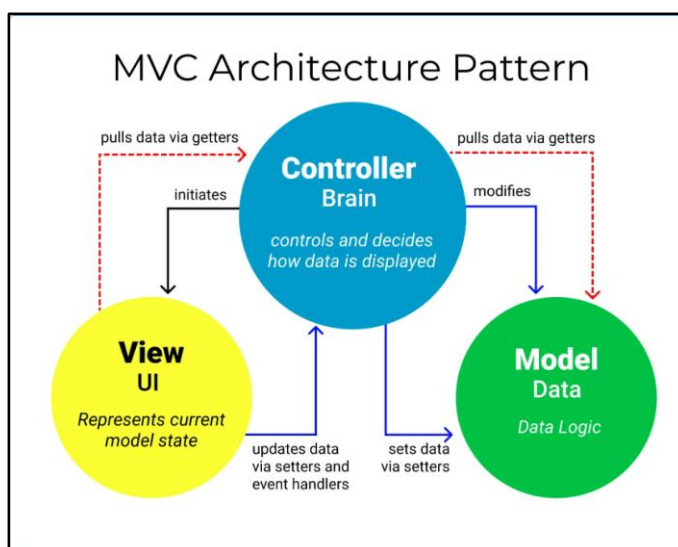 MVC Architecture Pattern
pulls data via getters
pulls data via getters
Controller
Brain
controls and decides
how data is displayed
initiates
modifies
View
UI
Represents current
model state
Model
Data
Data Logic
updates data
via setters and
event handlers
sets data
via setters